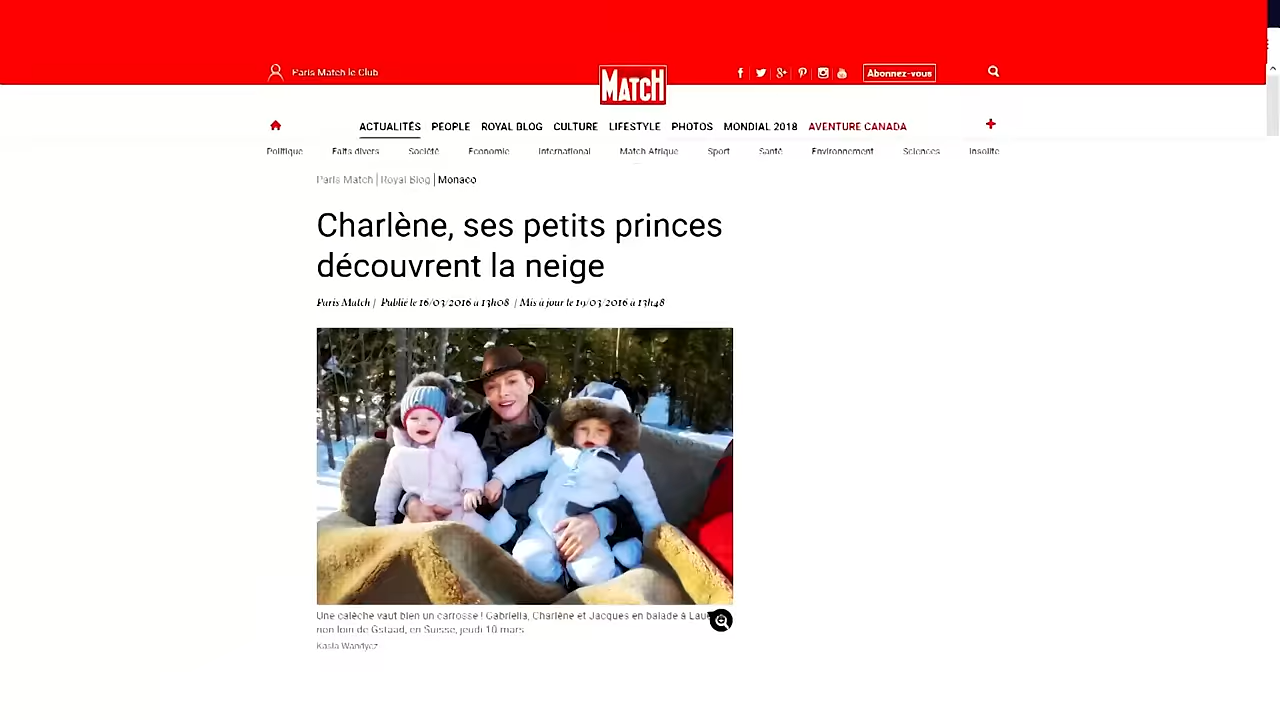 Paris Match le Club
MATCH
Abonnez-vous
ACTUALITÉS PEOPLE ROYAL BLOG CULTURE LIFESTYLE PHOTOS MONDIAL 2018 AVENTURE CANADA
Politique Faits divers Société Economie International Match Afrique Sport Santé Environnement Sciences Insolite
Paris Match | Royal Blog | Monaco
Charlène, ses petits princes
découvrent la neige
Paris Match | Publié le 16/03/2016 à 13h08 | Mis à jour le 19/03/2016 à 13h48
Une calèche vaut bien un carrosse ! Gabriella, Charlène et Jacques en balade à
non loin de Gstaad, en Suisse, jeudi 10 mars.
Kasia Wandycz